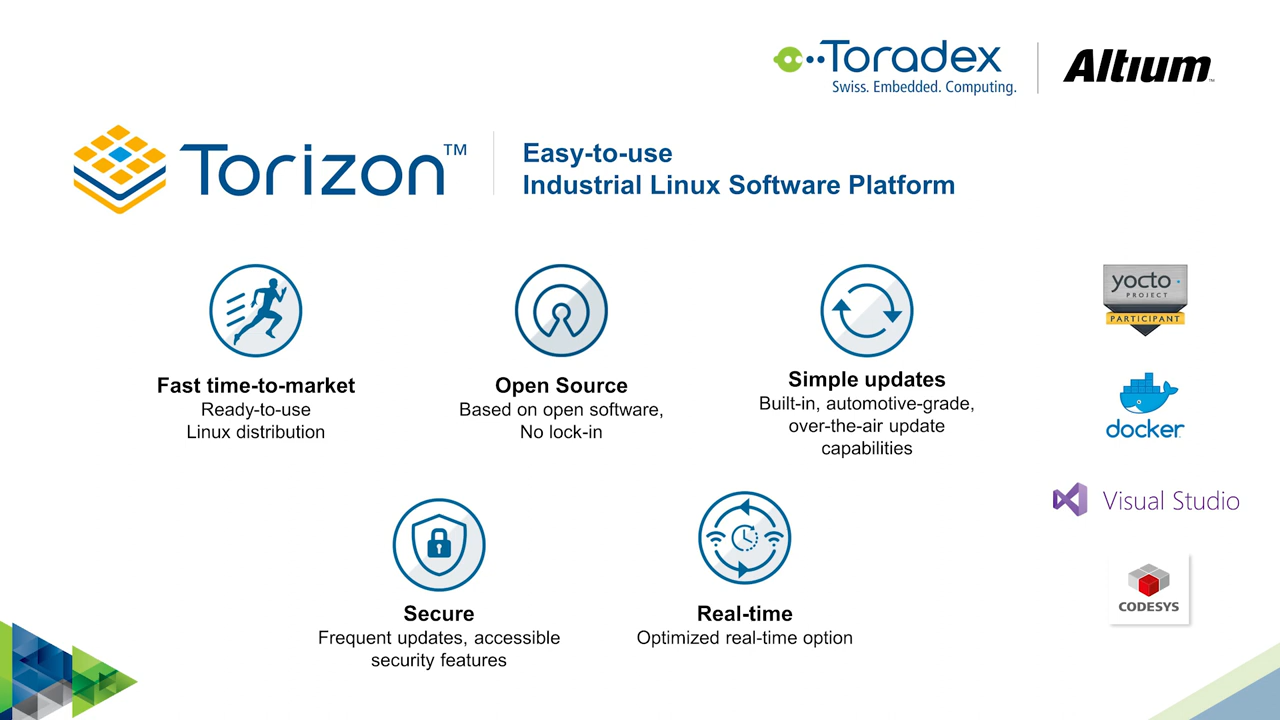 Toradex
Swiss. Embedded. Computing.
Altıum™
Torizon™
Easy-to-use
Industrial Linux Software Platform
Fast time-to-market
Ready-to-use
Linux distribution
Open Source
Based on open software,
No lock-in
Simple updates
Built-in, automotive-grade,
over-the-air update
capabilities
yocto
PROJECT
PARTICIPANT
docker
Visual Studio
CODESYS
Secure
Frequent updates, accessible
security features
Real-time
Optimized real-time option